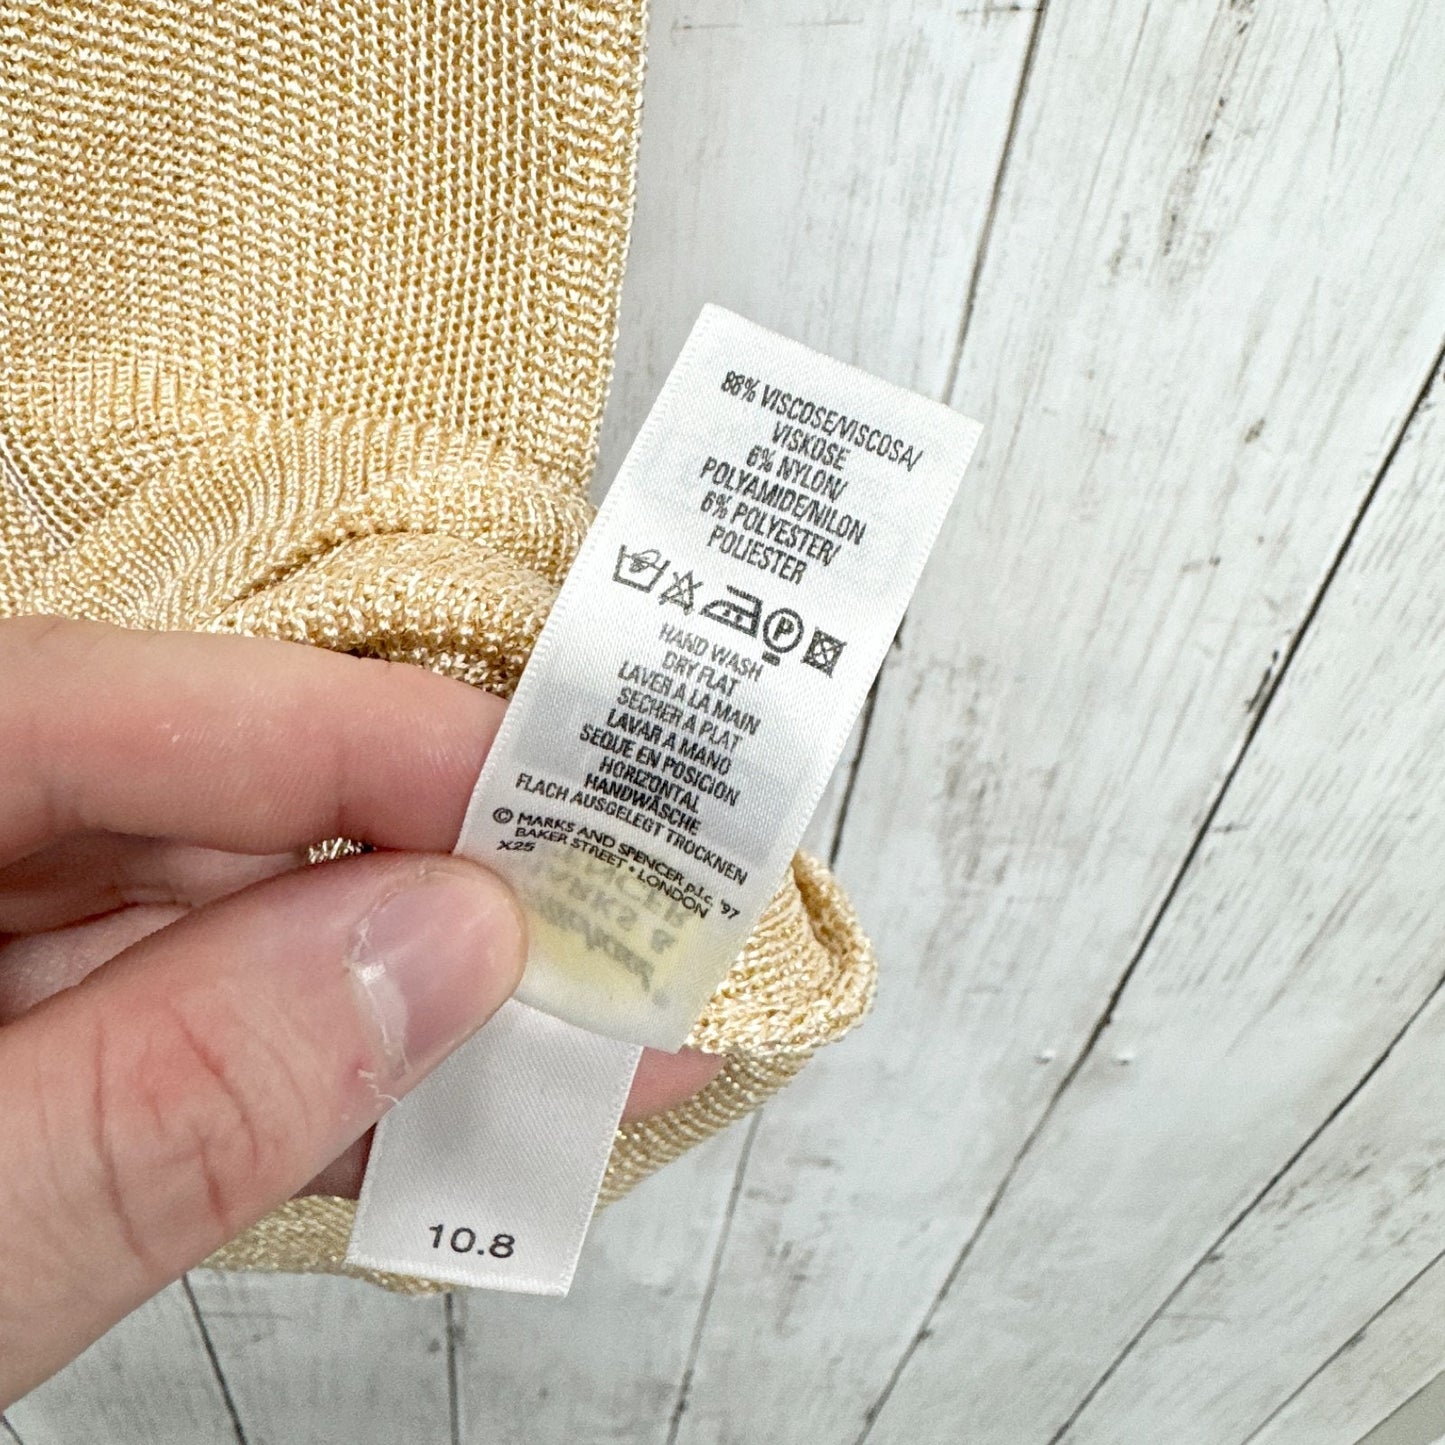 88% VISCOSE/VISCOSA/
VISKOSE
6% NYLON/
POLYAMIDE/NILON
6% POLYESTER/
POLIESTER
P
HAND WASH
DRY FLAT
LAVER A LA MAIN
SECHER A PLAT
LAVAR A MANO
SEQUE EN POSICION
HORIZONTAL
HANDWÄSCHE
FLACH AUSGELEGT TROCKNEN
© MARKS AND SPENCER p.l.c. '97
BAKER STREET • LONDON
X25
MARKS &
SPENCER
10.8